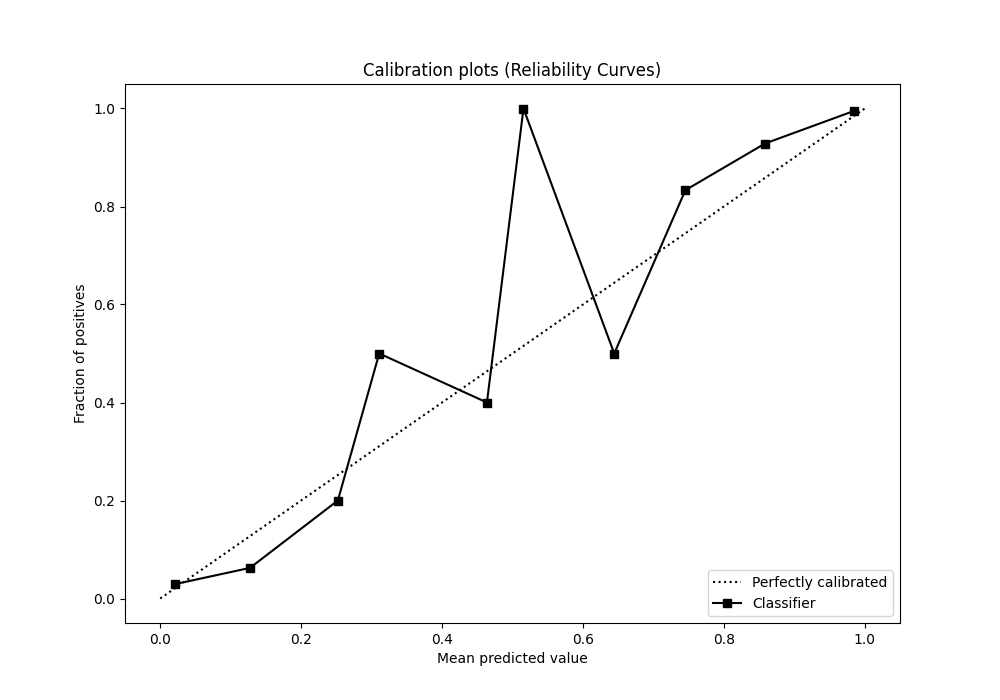 Calibration plots (Reliability Curves)
1.0
0.8
0.6
0.4
0.2
0.0
Fraction of positives
Perfectly calibrated
Classifier
0.0 0.2 0.4 0.6 0.8 1.0
Mean predicted value